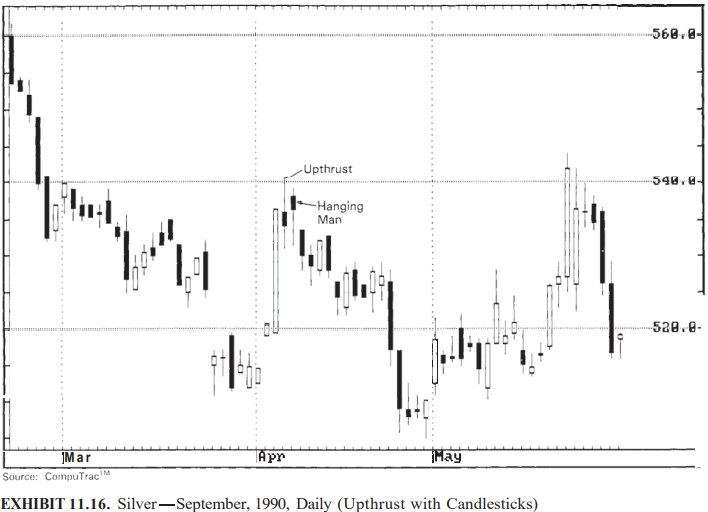 560.0
Upthrust
540.0
Hanging
Man
520.0
Mar
Apr
May
Source: CompuTrac™
EXHIBIT 11.16. Silver—September, 1990, Daily (Upthrust with Candlesticks)